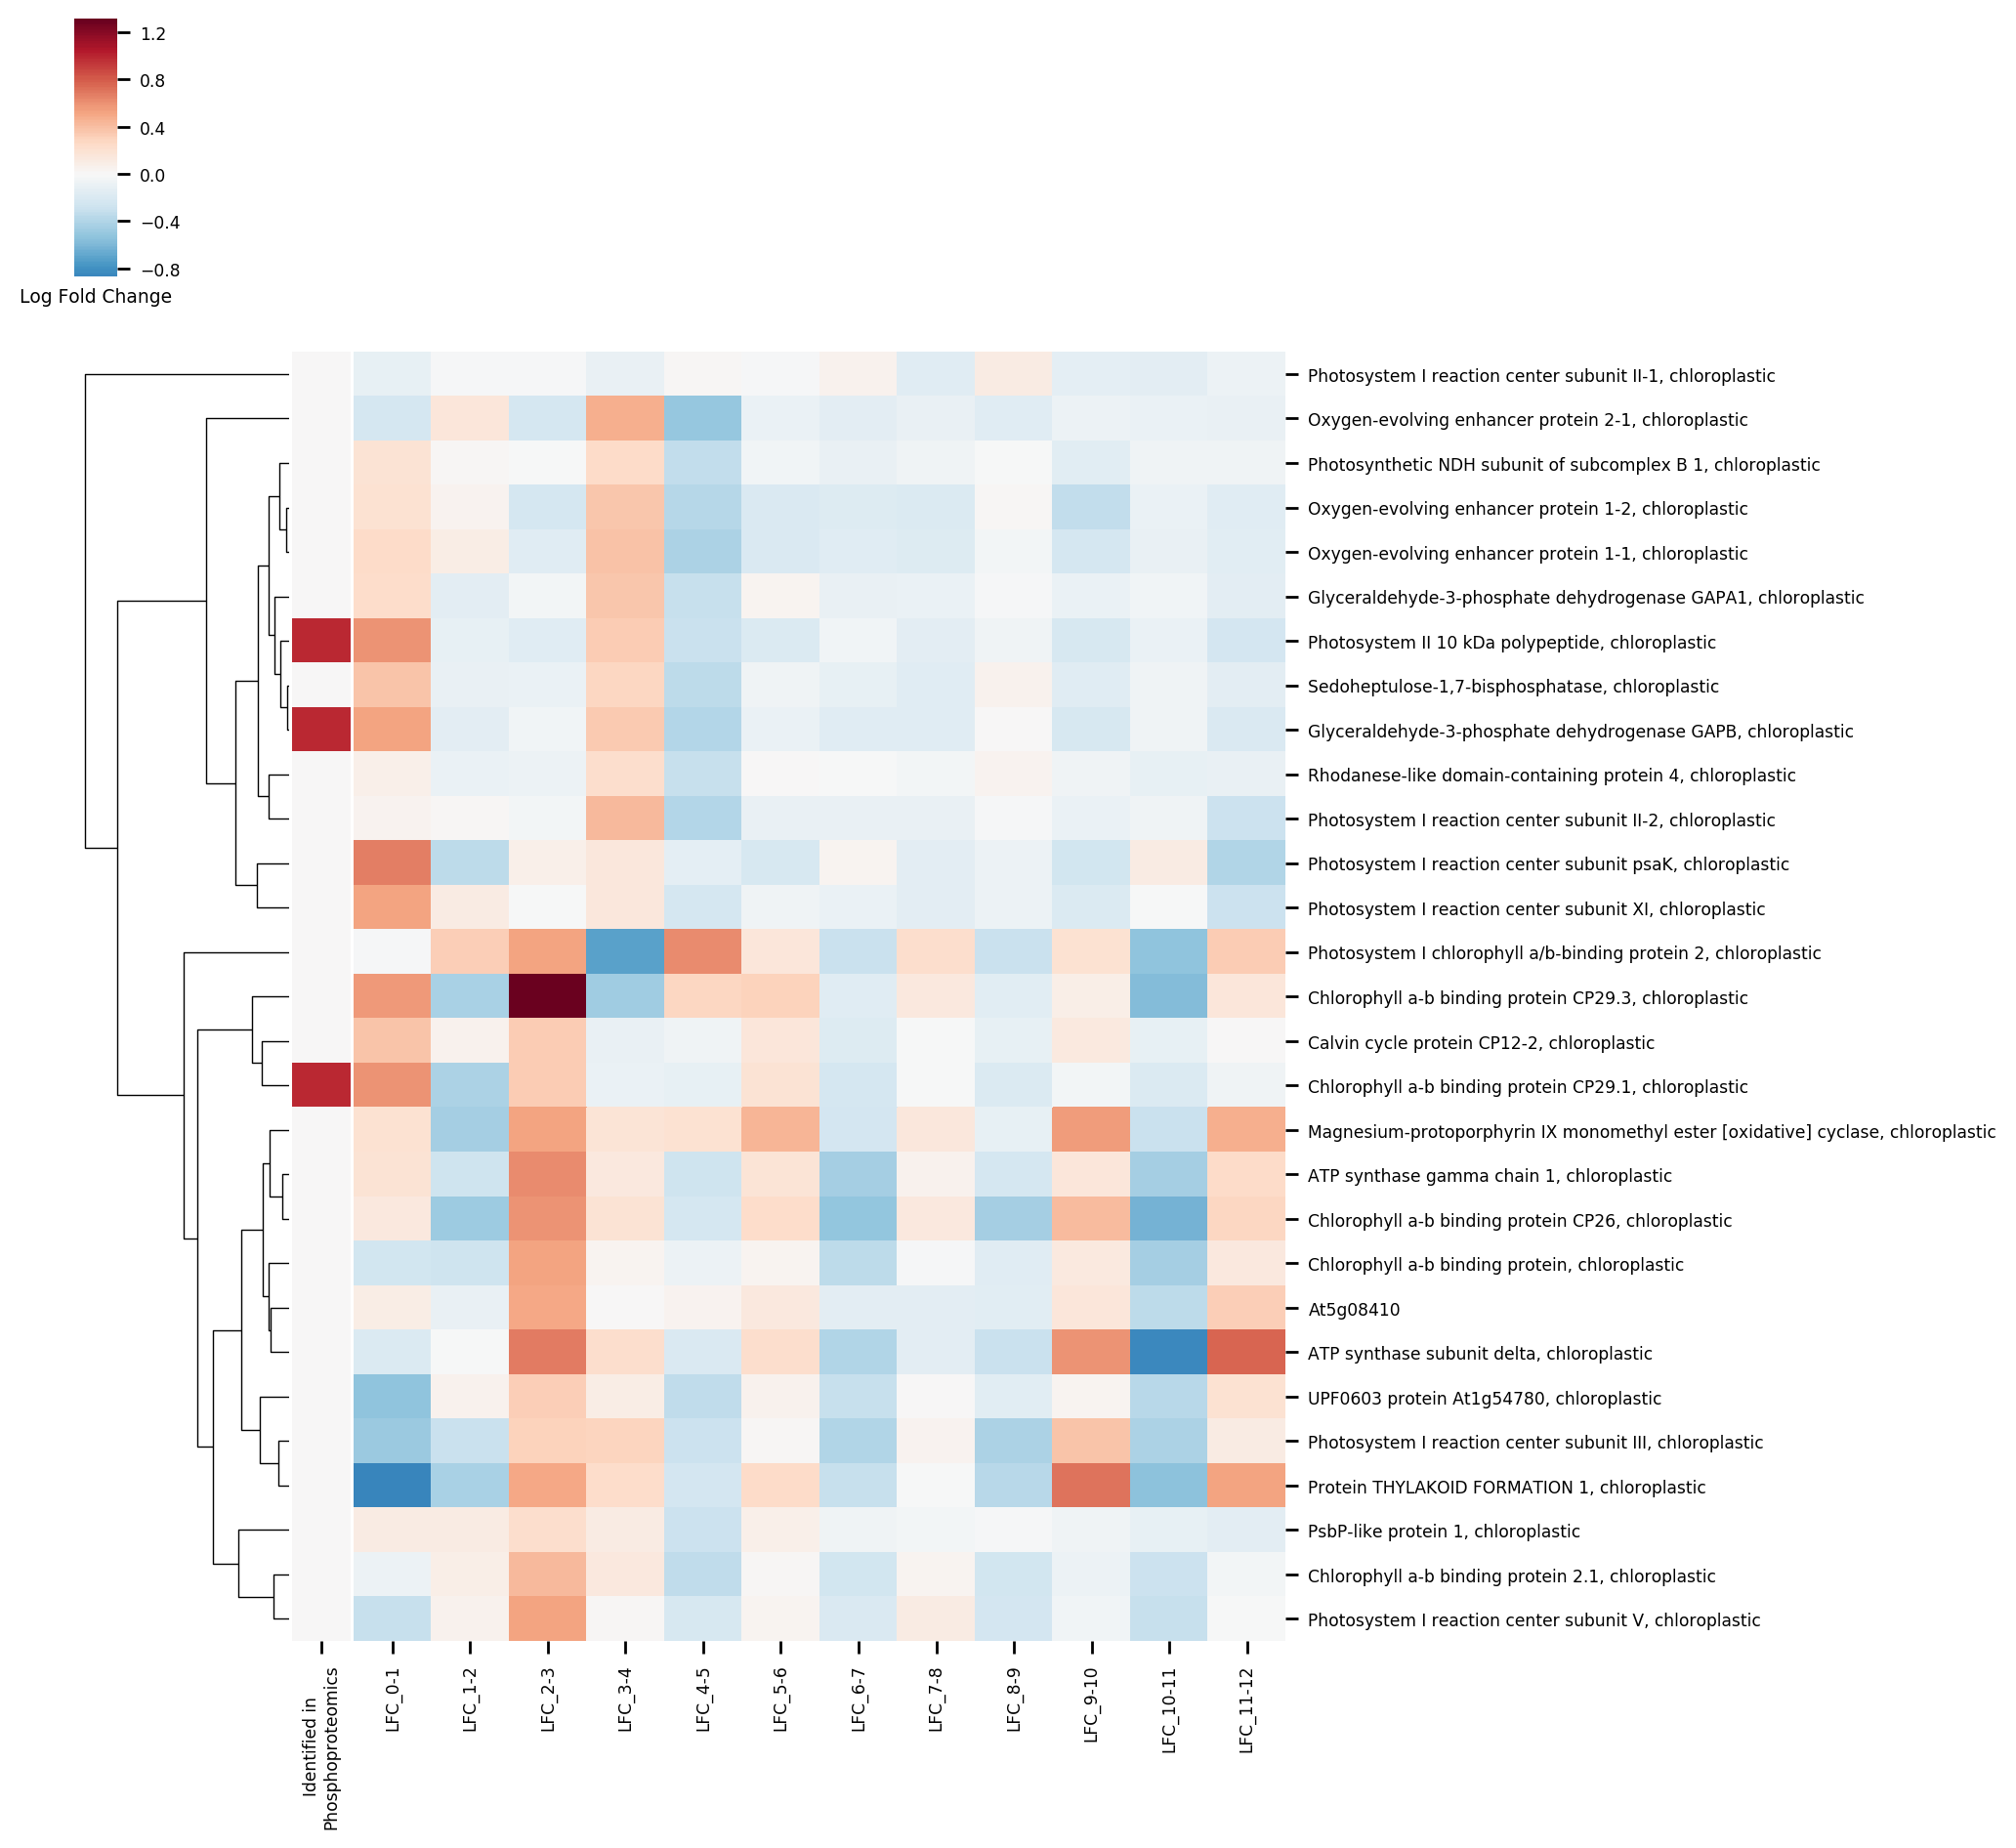 1.2
0.8
0.4
0.0
−0.4
−0.8
Log Fold Change
Photosystem I reaction center subunit II-1, chloroplastic
Oxygen-evolving enhancer protein 2-1, chloroplastic
Photosynthetic NDH subunit of subcomplex B 1, chloroplastic
Oxygen-evolving enhancer protein 1-2, chloroplastic
Oxygen-evolving enhancer protein 1-1, chloroplastic
Glyceraldehyde-3-phosphate dehydrogenase GAPA1, chloroplastic
Photosystem II 10 kDa polypeptide, chloroplastic
Sedoheptulose-1,7-bisphosphatase, chloroplastic
Glyceraldehyde-3-phosphate dehydrogenase GAPB, chloroplastic
Rhodanese-like domain-containing protein 4, chloroplastic
Photosystem I reaction center subunit II-2, chloroplastic
Photosystem I reaction center subunit psaK, chloroplastic
Photosystem I reaction center subunit XI, chloroplastic
Photosystem I chlorophyll a/b-binding protein 2, chloroplastic
Chlorophyll a-b binding protein CP29.3, chloroplastic
Calvin cycle protein CP12-2, chloroplastic
Chlorophyll a-b binding protein CP29.1, chloroplastic
Magnesium-protoporphyrin IX monomethyl ester [oxidative] cyclase, chloroplastic
ATP synthase gamma chain 1, chloroplastic
Chlorophyll a-b binding protein CP26, chloroplastic
Chlorophyll a-b binding protein, chloroplastic
At5g08410
ATP synthase subunit delta, chloroplastic
UPF0603 protein At1g54780, chloroplastic
Photosystem I reaction center subunit III, chloroplastic
Protein THYLAKOID FORMATION 1, chloroplastic
PsbP-like protein 1, chloroplastic
Chlorophyll a-b binding protein 2.1, chloroplastic
Photosystem I reaction center subunit V, chloroplastic
Identified in
Phosphoproteomics
LFC_0-1
LFC_1-2
LFC_2-3
LFC_3-4
LFC_4-5
LFC_5-6
LFC_6-7
LFC_7-8
LFC_8-9
LFC_9-10
LFC_10-11
LFC_11-12